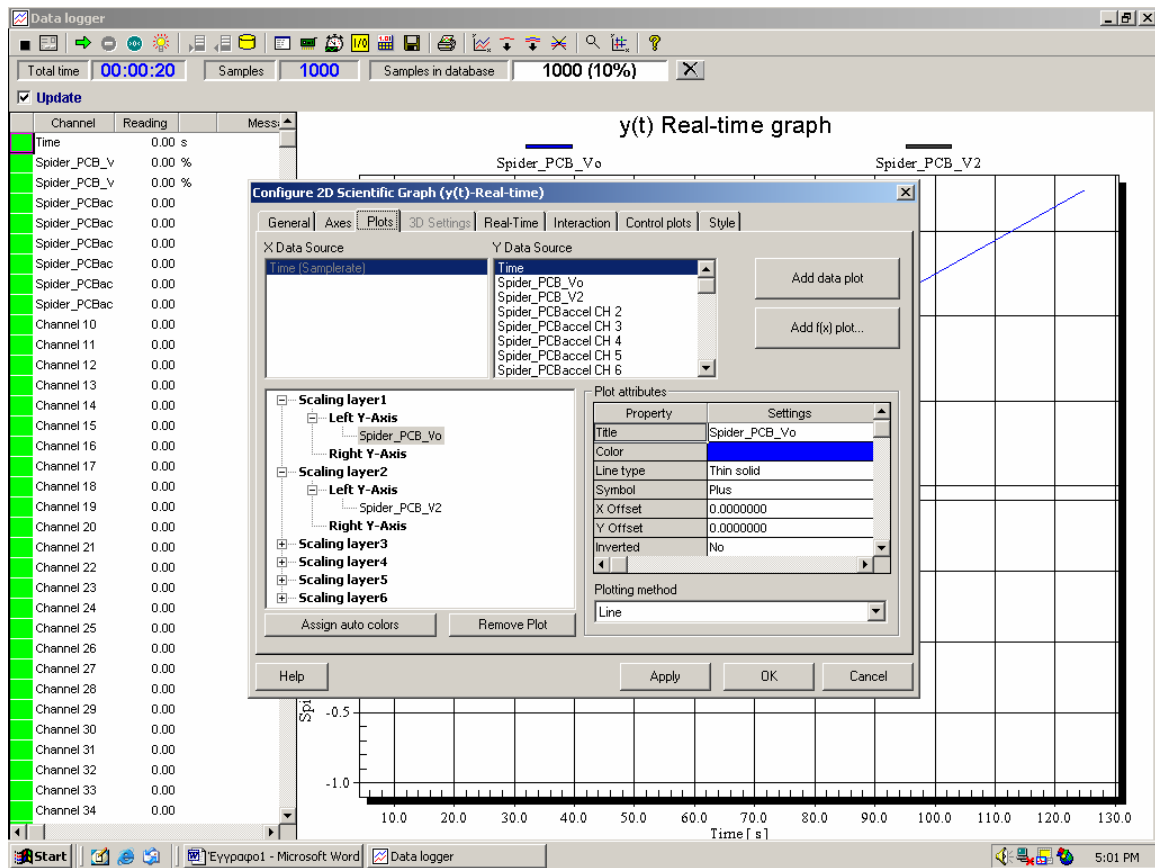 Data logger
Total time 00:00:20 Samples 1000 Samples in database 1000 (10%)
Update
Channel Reading Mess
Time 0.00 s
Spider_PCB_V 0.00 %
Spider_PCB_V 0.00 %
Spider_PCBac 0.00
Spider_PCBac 0.00
Spider_PCBac 0.00
Spider_PCBac 0.00
Spider_PCBac 0.00
Spider_PCBac 0.00
Channel 10 0.00
Channel 11 0.00
Channel 12 0.00
Channel 13 0.00
Channel 14 0.00
Channel 15 0.00
Channel 16 0.00
Channel 17 0.00
Channel 18 0.00
Channel 19 0.00
Channel 20 0.00
Channel 21 0.00
Channel 22 0.00
Channel 23 0.00
Channel 24 0.00
Channel 25 0.00
Channel 26 0.00
Channel 27 0.00
Channel 28 0.00
Channel 29 0.00
Channel 30 0.00
Channel 31 0.00
Channel 32 0.00
Channel 33 0.00
Channel 34 0.00
y(t) Real-time graph
Spider_PCB_Vo Spider_PCB_V2
Configure 2D Scientific Graph (y(t)-Real-time)
General Axes Plots 3D Settings Real-Time Interaction Control plots Style
X Data Source
Time (Samplerate)
Y Data Source
Time
Spider_PCB_Vo
Spider_PCB_V2
Spider_PCBaccel CH 2
Spider_PCBaccel CH 3
Spider_PCBaccel CH 4
Spider_PCBaccel CH 5
Spider_PCBaccel CH 6
Add data plot
Add f(x) plot...
Scaling layer1
Left Y-Axis
Spider_PCB_Vo
Right Y-Axis
Scaling layer2
Left Y-Axis
Spider_PCB_V2
Right Y-Axis
Scaling layer3
Scaling layer4
Scaling layer5
Scaling layer6
Assign auto colors Remove Plot
Plot attributes
Property Settings
Title Spider_PCB_Vo
Color
Line type Thin solid
Symbol Plus
X Offset 0.0000000
Y Offset 0.0000000
Inverted No
Plotting method
Line
Help Apply OK Cancel
Spi
-0.5
-1.0
10.0 20.0 30.0 40.0 50.0 60.0 70.0 80.0 90.0 100.0 110.0 120.0 130.0
Time[ s]
Start Έγγραφο1 - Microsoft Word Data logger 5:01 PM